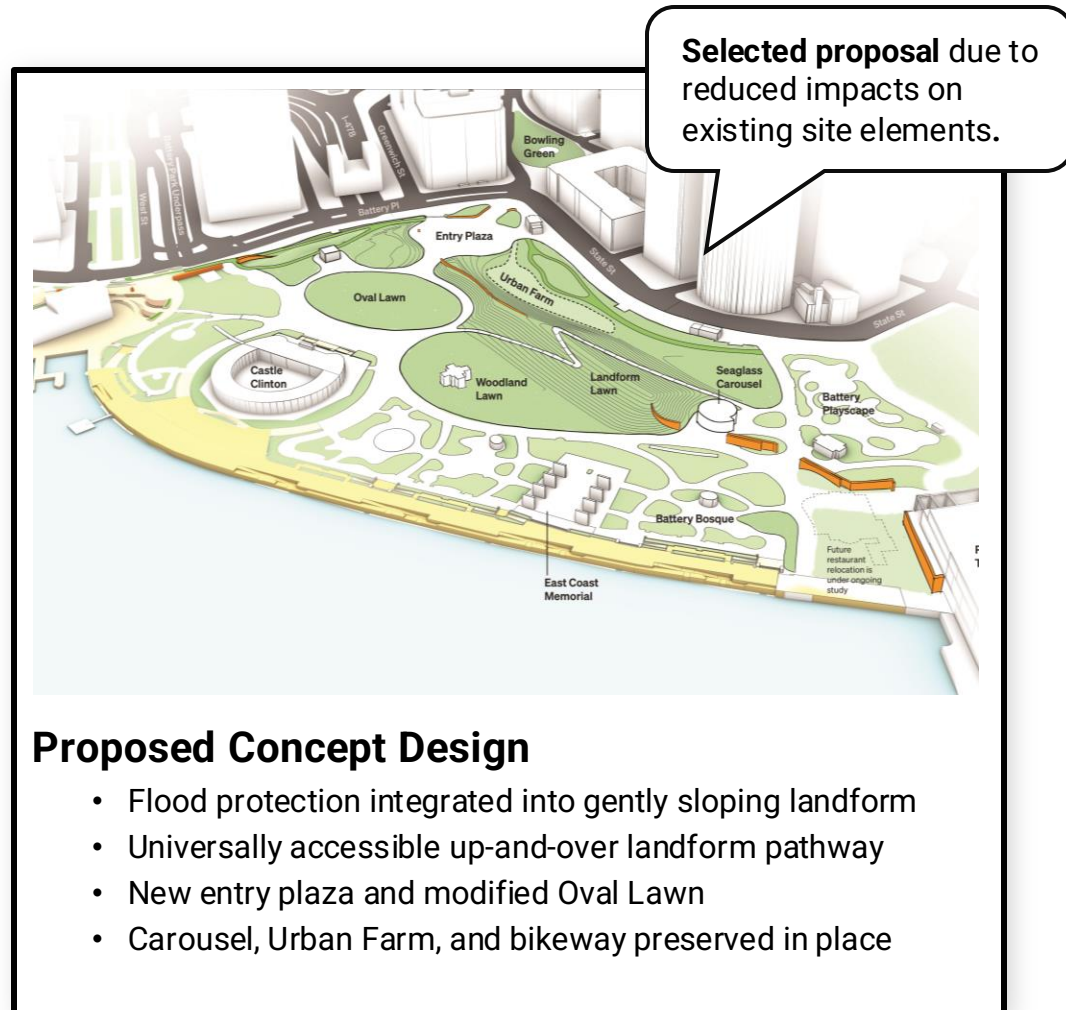 Selected proposal due to
reduced impacts on
existing site elements.
Bowling
Green
I-478
Greenwich St
Battery Park Underpass
West St
Battery Pl
Entry Plaza
State St
Urban Farm
Oval Lawn
State St
Castle
Clinton
Woodland
Lawn
Landform
Lawn
Seaglass
Carousel
Battery
Playscape
Battery Bosque
Future
restaurant
relocation is
under ongoing
study
East Coast
Memorial
Proposed Concept Design
• Flood protection integrated into gently sloping landform
• Universally accessible up-and-over landform pathway
• New entry plaza and modified Oval Lawn
• Carousel, Urban Farm, and bikeway preserved in place